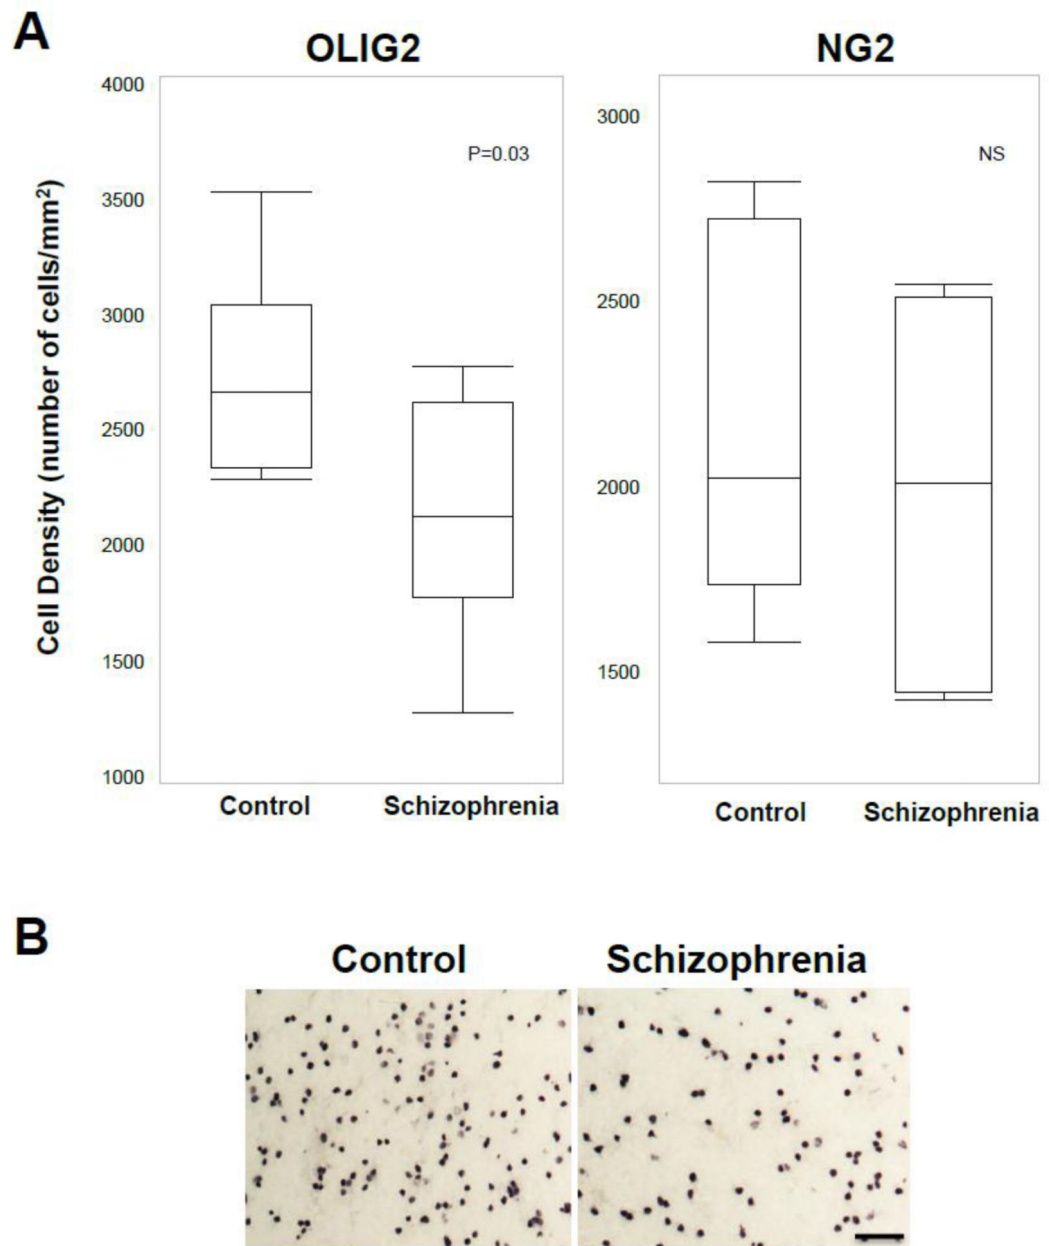 A
OLIG2
NG2
Cell Density (number of cells/mm²)
4000
3500
3000
2500
2000
1500
1000
P=0.03
Control
Schizophrenia
3000
2500
2000
1500
NS
Control
Schizophrenia
B
Control
Schizophrenia